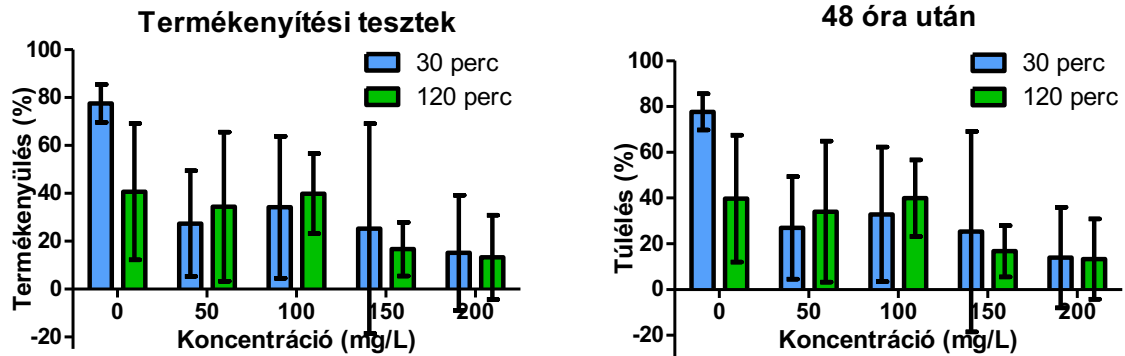 Termékenyítési tesztek
Termékenyülés (%)
100
80
60
40
20
0
-20
30 perc
120 perc
0
50
100
150
200
Koncentráció (mg/L)
48 óra után
Túlélés (%)
100
80
60
40
20
0
-20
30 perc
120 perc
0
50
100
150
200
Koncentráció (mg/L)